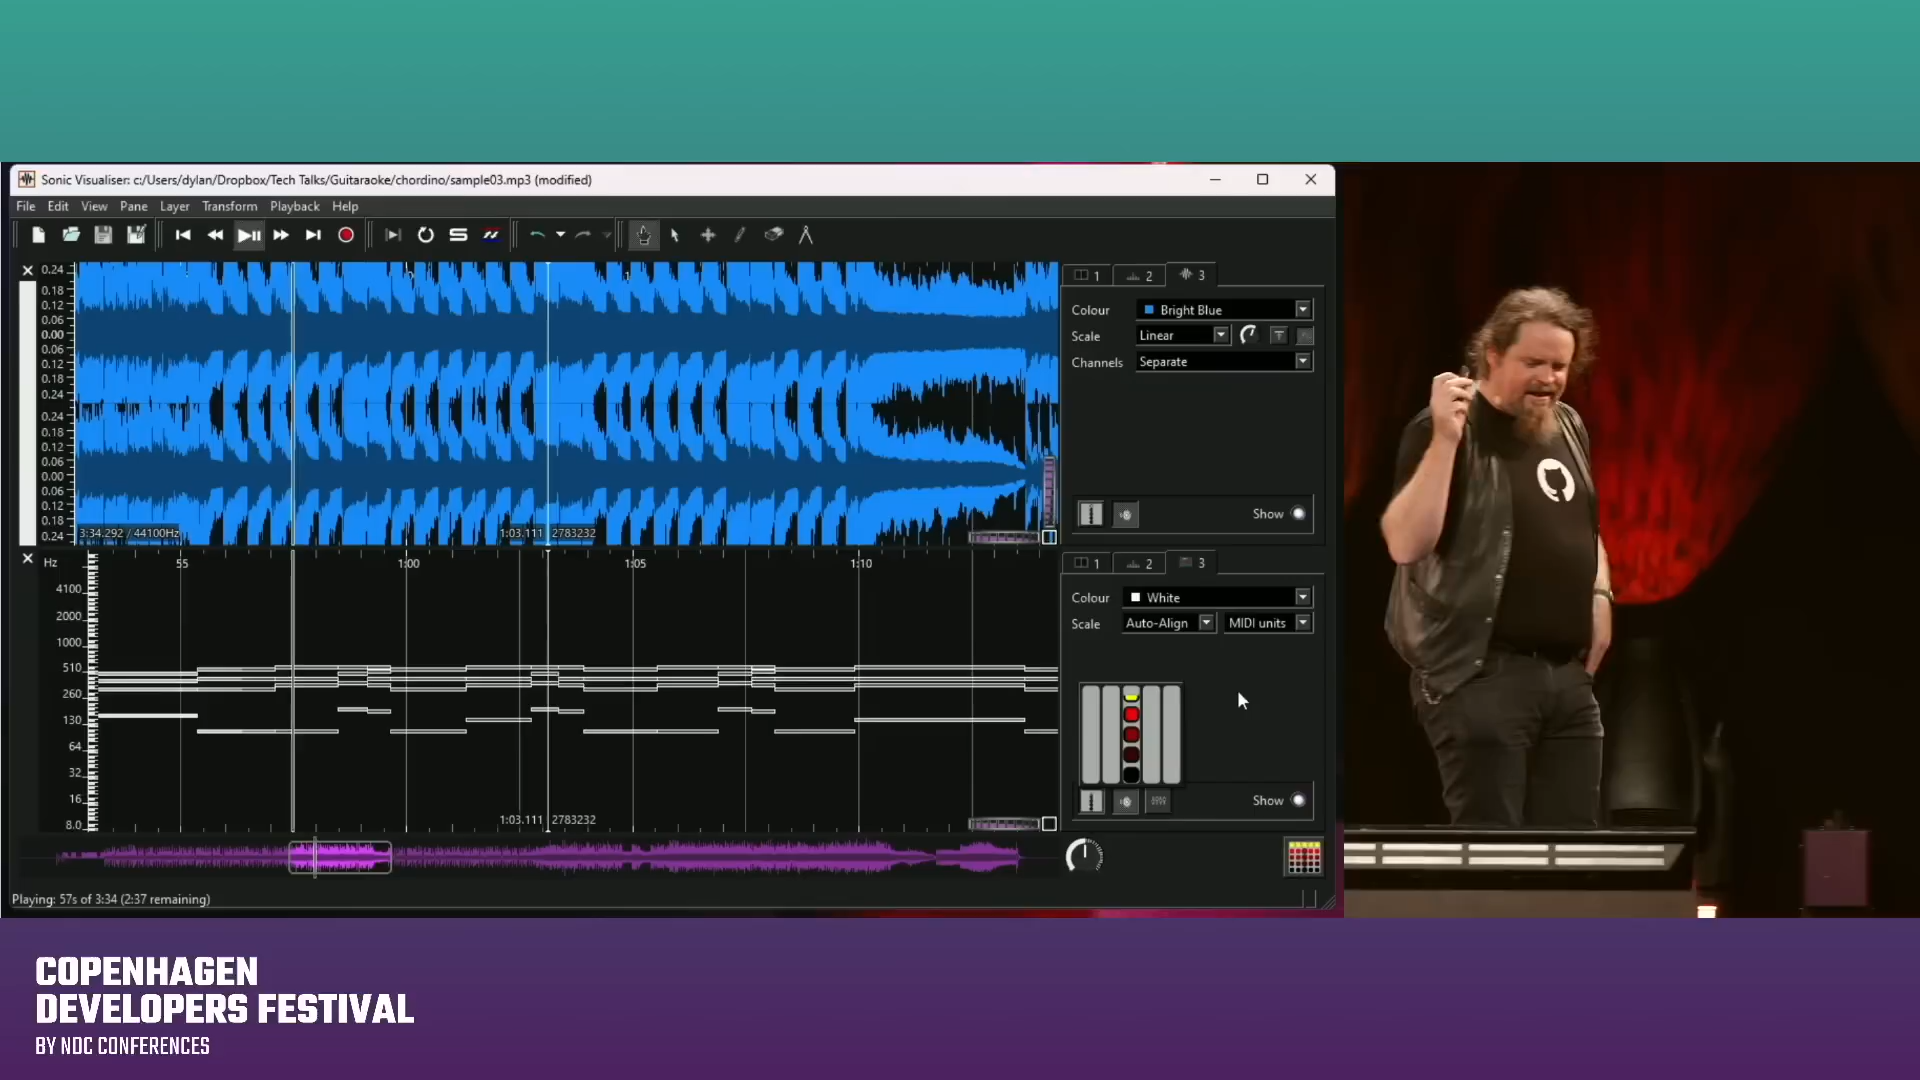 Sonic Visualiser: c:/Users/dylan/Dropbox/Tech Talks/Guitaraoke/chordino/sample03.mp3 (modified)
File Edit View Pane Layer Transform Playback Help
0.24
0.18
0.12
0.06
0.00
0.06
0.12
0.18
0.24
0.24
0.18
0.12
0.06
0.00
0.06
0.12
0.18
0.24
3:34.292 / 44100Hz
1:03.111 2783232
1 2 3
Colour Bright Blue
Scale Linear
Channels Separate
Show
Hz 55 1:00 1:05 1:10
4100
2000
1000
510
260
130
64
32
16
8.0
1:03.111 2783232
1 2 3
Colour White
Scale Auto-Align MIDI units
Show
Playing: 57s of 3:34 (2:37 remaining)
COPENHAGEN
DEVELOPERS FESTIVAL
BY NDC CONFERENCES